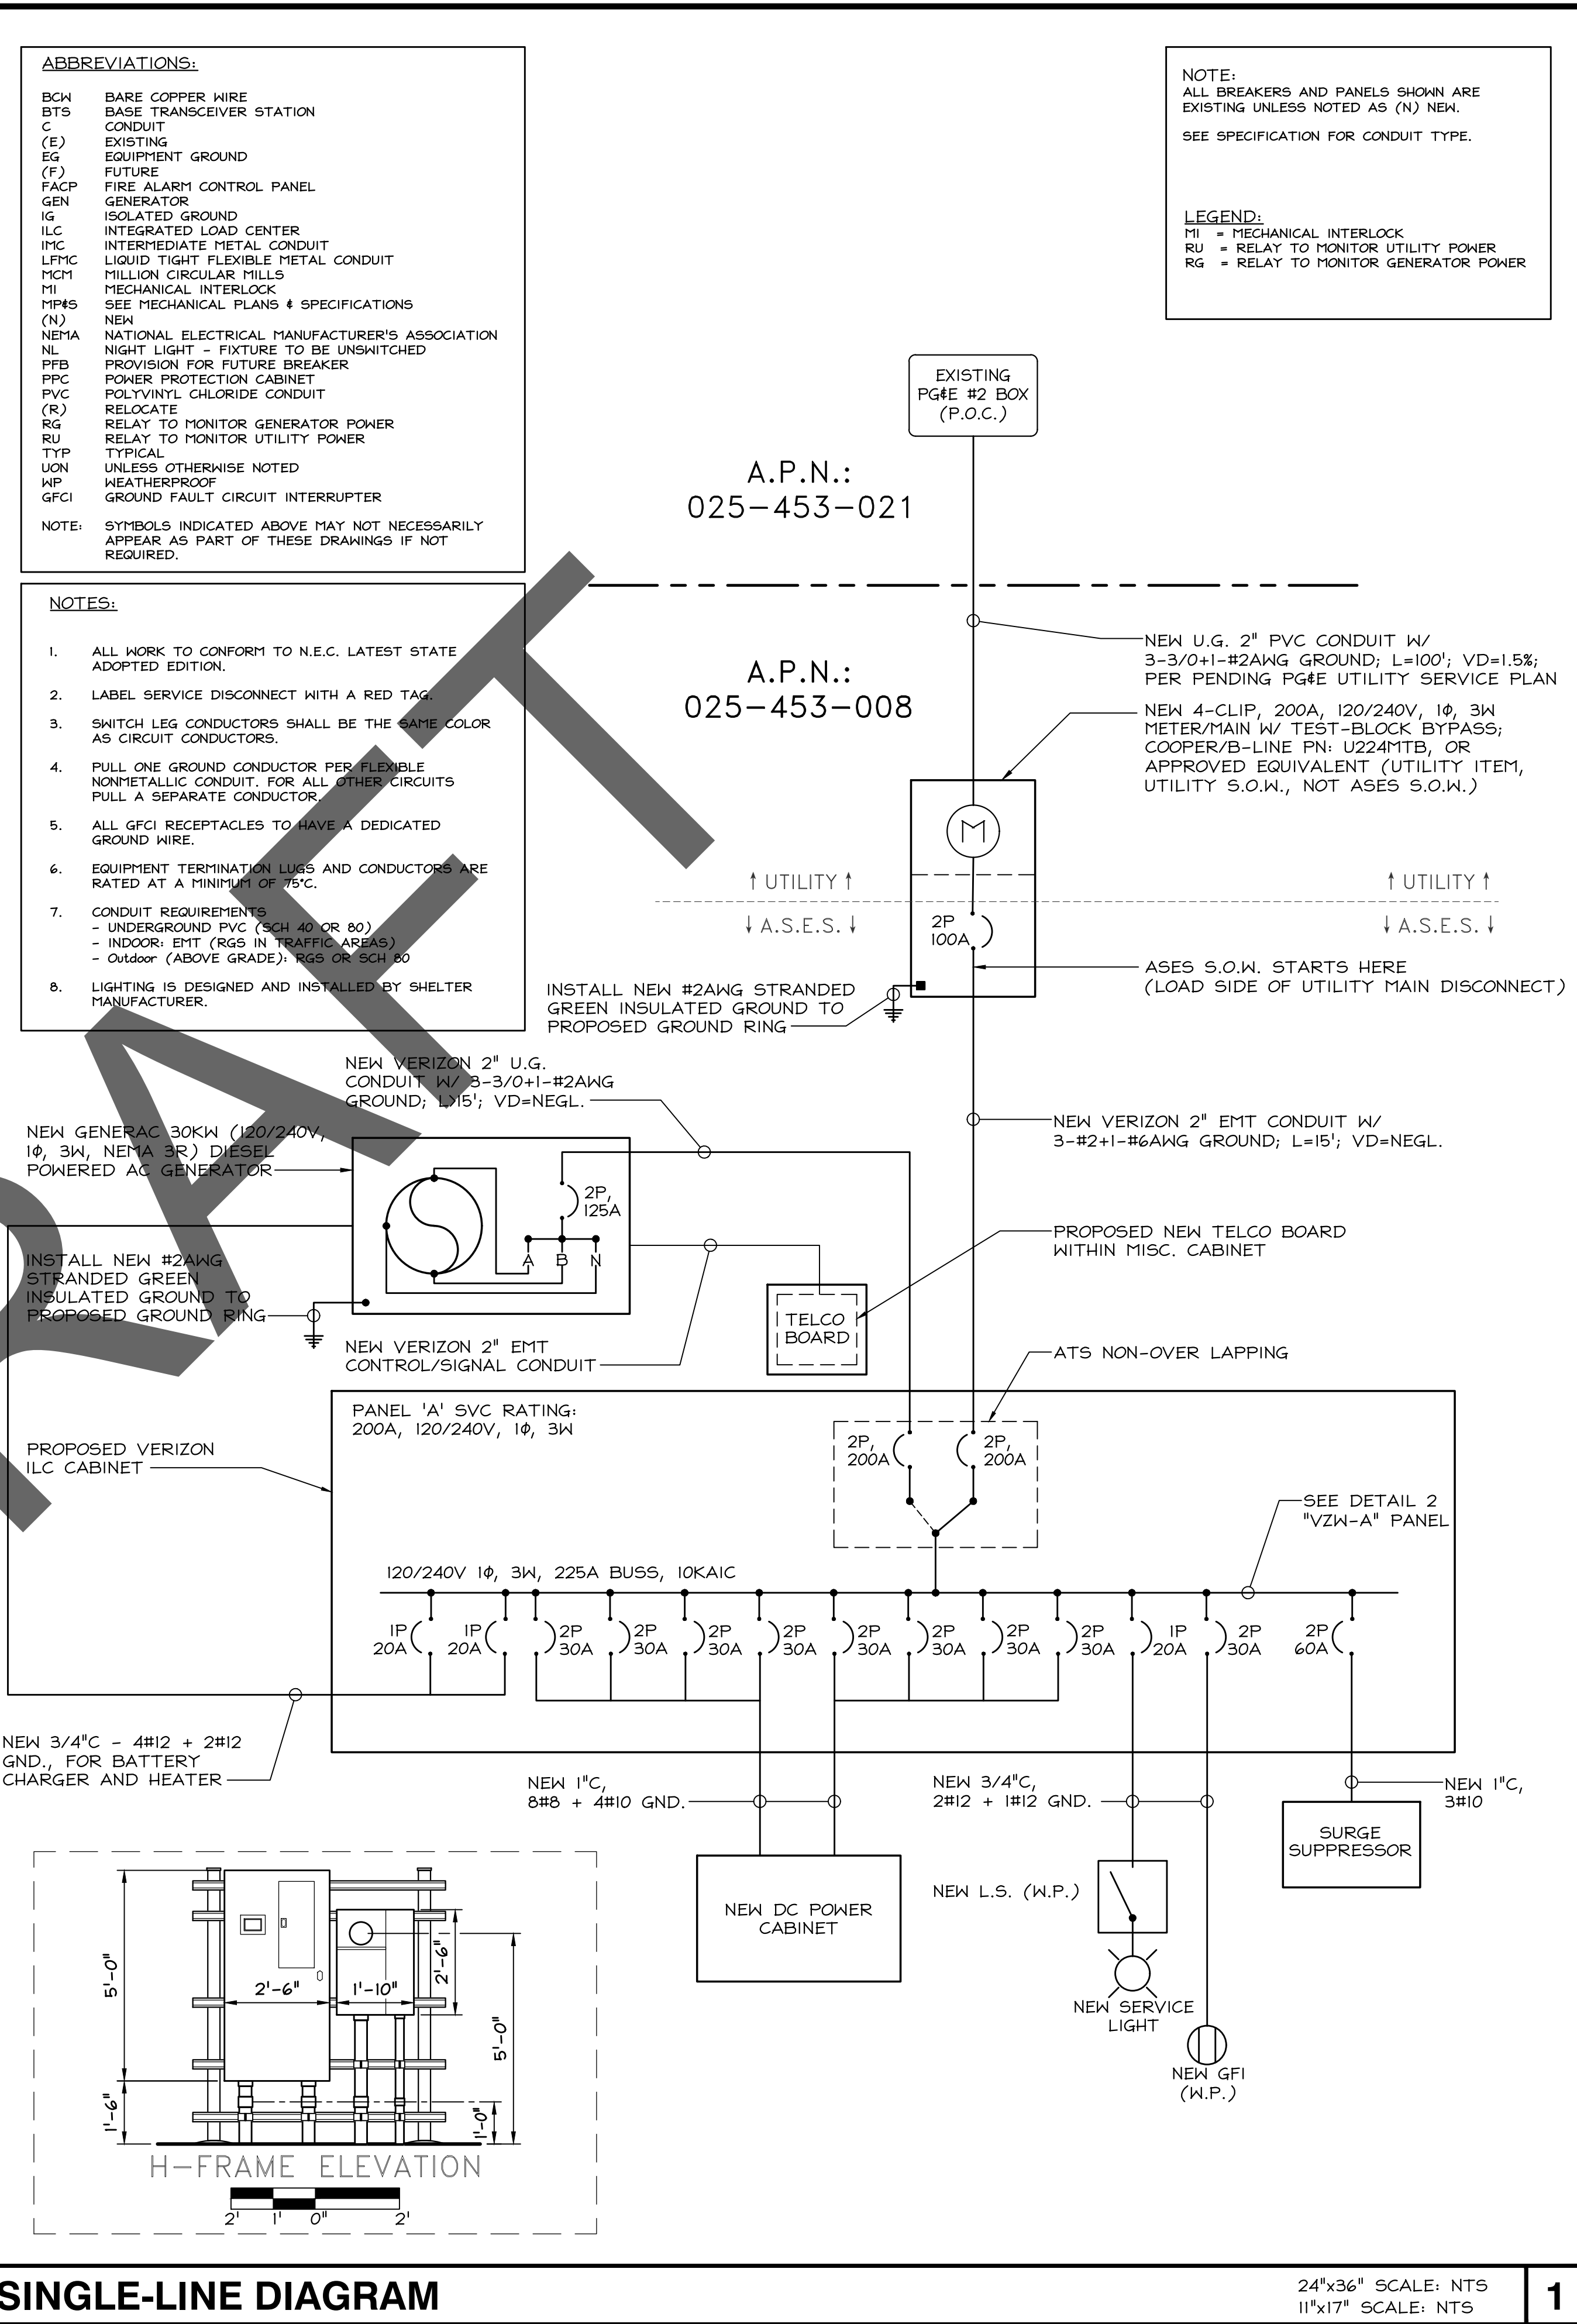 ABBREVIATIONS:
BCW BARE COPPER WIRE
BTS BASE TRANSCEIVER STATION
C CONDUIT
(E) EXISTING
EG EQUIPMENT GROUND
(F) FUTURE
FACP FIRE ALARM CONTROL PANEL
GEN GENERATOR
IG ISOLATED GROUND
ILC INTEGRATED LOAD CENTER
IMC INTERMEDIATE METAL CONDUIT
LFMC LIQUID TIGHT FLEXIBLE METAL CONDUIT
MCM MILLION CIRCULAR MILLS
MI MECHANICAL INTERLOCK
MP&S SEE MECHANICAL PLANS & SPECIFICATIONS
(N) NEW
NEMA NATIONAL ELECTRICAL MANUFACTURER'S ASSOCIATION
NL NIGHT LIGHT - FIXTURE TO BE UNSWITCHED
PFB PROVISION FOR FUTURE BREAKER
PPC POWER PROTECTION CABINET
PVC POLYVINYL CHLORIDE CONDUIT
(R) RELOCATE
RG RELAY TO MONITOR GENERATOR POWER
RU RELAY TO MONITOR UTILITY POWER
TYP TYPICAL
UON UNLESS OTHERWISE NOTED
WP WEATHERPROOF
GFCI GROUND FAULT CIRCUIT INTERRUPTER
NOTE: SYMBOLS INDICATED ABOVE MAY NOT NECESSARILY
APPEAR AS PART OF THESE DRAWINGS IF NOT
REQUIRED.
NOTE:
ALL BREAKERS AND PANELS SHOWN ARE
EXISTING UNLESS NOTED AS (N) NEW.
SEE SPECIFICATION FOR CONDUIT TYPE.
LEGEND:
MI = MECHANICAL INTERLOCK
RU = RELAY TO MONITOR UTILITY POWER
RG = RELAY TO MONITOR GENERATOR POWER
NOTES:
1. ALL WORK TO CONFORM TO N.E.C. LATEST STATE
ADOPTED EDITION.
2. LABEL SERVICE DISCONNECT WITH A RED TAG.
3. SWITCH LEG CONDUCTORS SHALL BE THE SAME COLOR
AS CIRCUIT CONDUCTORS.
4. PULL ONE GROUND CONDUCTOR PER FLEXIBLE
NONMETALLIC CONDUIT. FOR ALL OTHER CIRCUITS
PULL A SEPARATE CONDUCTOR.
5. ALL GFCI RECEPTACLES TO HAVE A DEDICATED
GROUND WIRE.
6. EQUIPMENT TERMINATION LUGS AND CONDUCTORS ARE
RATED AT A MINIMUM OF 75°C.
7. CONDUIT REQUIREMENTS
- UNDERGROUND PVC (SCH 40 OR 80)
- INDOOR: EMT (RGS IN TRAFFIC AREAS)
- Outdoor (ABOVE GRADE): RGS OR SCH 80
8. LIGHTING IS DESIGNED AND INSTALLED BY SHELTER
MANUFACTURER.
RAFT
EXISTING
PG&E #2 BOX
(P.O.C.)
A.P.N.:
025-453-021
A.P.N.:
025-453-008
NEW U.G. 2" PVC CONDUIT W/
3-3/0+1-#2AWG GROUND; L=100'; VD=1.5%;
PER PENDING PG&E UTILITY SERVICE PLAN
NEW 4-CLIP, 200A, 120/240V, 1Φ, 3W
METER/MAIN W/ TEST-BLOCK BYPASS;
COOPER/B-LINE PN: U224MTB, OR
APPROVED EQUIVALENT (UTILITY ITEM,
UTILITY S.O.W., NOT ASES S.O.W.)
M
↑ UTILITY ↑
↑ UTILITY ↑
↓ A.S.E.S. ↓
↓ A.S.E.S. ↓
2P
100A
ASES S.O.W. STARTS HERE
(LOAD SIDE OF UTILITY MAIN DISCONNECT)
INSTALL NEW #2AWG STRANDED
GREEN INSULATED GROUND TO
PROPOSED GROUND RING
NEW VERIZON 2" U.G.
CONDUIT W/ 3-3/0+1-#2AWG
GROUND; L>15'; VD=NEGL.
NEW VERIZON 2" EMT CONDUIT W/
3-#2+1-#6AWG GROUND; L=15'; VD=NEGL.
NEW GENERAC 30KW (120/240V,
1Φ, 3W, NEMA 3R) DIESEL
POWERED AC GENERATOR
2P,
125A
A B N
PROPOSED NEW TELCO BOARD
WITHIN MISC. CABINET
INSTALL NEW #2AWG
STRANDED GREEN
INSULATED GROUND TO
PROPOSED GROUND RING
TELCO
BOARD
NEW VERIZON 2" EMT
CONTROL/SIGNAL CONDUIT
ATS NON-OVER LAPPING
PANEL 'A' SVC RATING:
200A, 120/240V, 1Φ, 3W
PROPOSED VERIZON
ILC CABINET
2P,
200A
2P,
200A
SEE DETAIL 2
"VZW-A" PANEL
120/240V 1Φ, 3W, 225A BUSS, 10KAIC
1P 1P 2P 2P 2P 2P 2P 2P 2P 2P 1P 2P 2P
20A 20A 30A 30A 30A 30A 30A 30A 30A 30A 20A 30A 60A
NEW 3/4"C - 4#12 + 2#12
GND., FOR BATTERY
CHARGER AND HEATER
NEW 1"C,
8#8 + 4#10 GND.
NEW 3/4"C,
2#12 + 1#12 GND.
NEW 1"C,
3#10
SURGE
SUPPRESSOR
NEW DC POWER
CABINET
NEW L.S. (W.P.)
NEW SERVICE
LIGHT
NEW GFI
(W.P.)
5'-0"
2'-6"
1'-10"
2'-6"
5'-0"
1'-6"
1'-0"
H-FRAME ELEVATION
2' 1' 0" 2'
SINGLE-LINE DIAGRAM
24"x36" SCALE: NTS
11"x17" SCALE: NTS
1